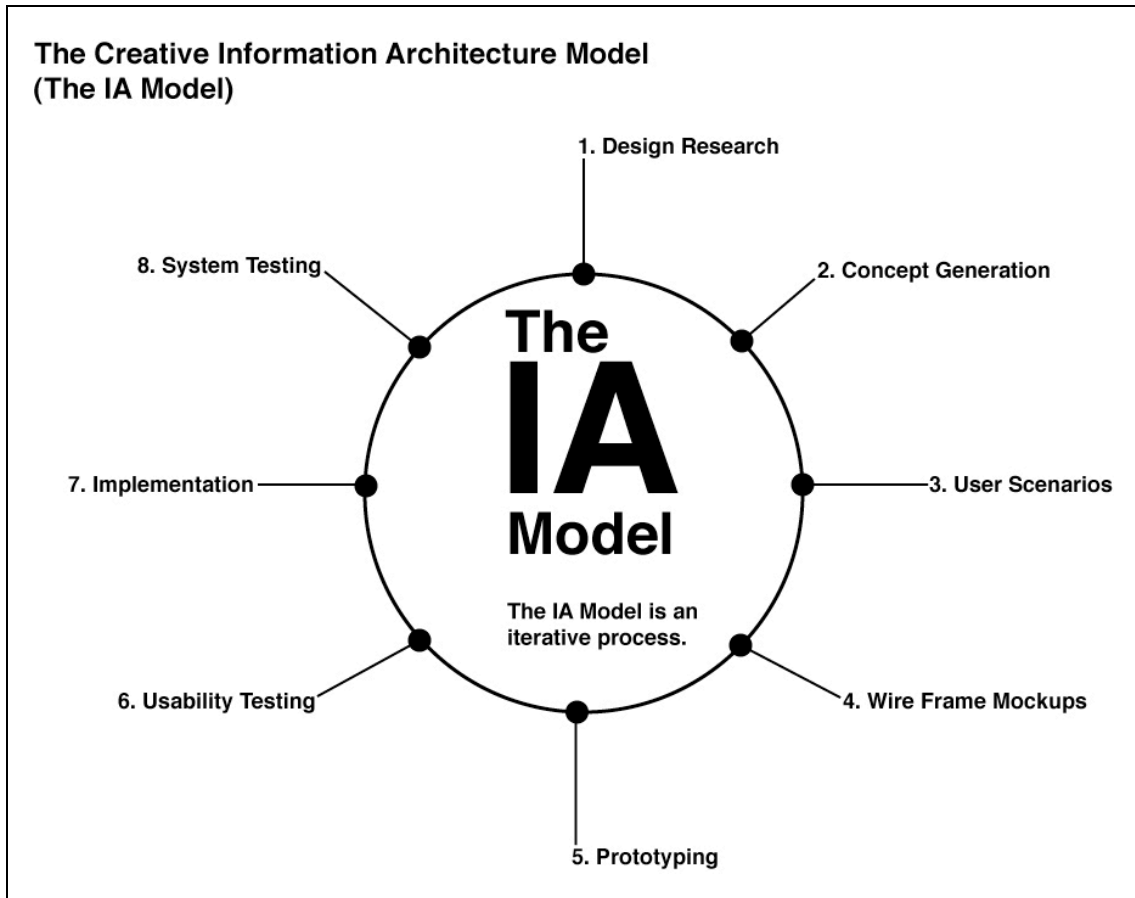 The Creative Information Architecture Model
(The IA Model)
1. Design Research
2. Concept Generation
3. User Scenarios
4. Wire Frame Mockups
5. Prototyping
6. Usability Testing
7. Implementation
8. System Testing
The
IA
Model
The IA Model is an
iterative process.